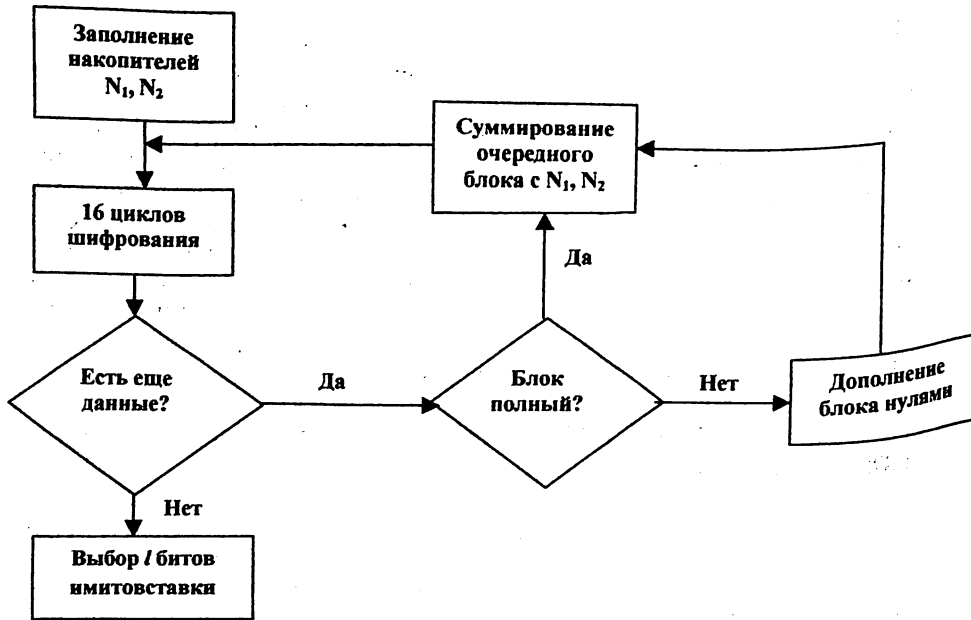 Заполнение
накопителей
N₁, N₂
Суммирование
очередного
блока с N₁, N₂
16 циклов
шифрования
Да
Есть еще
данные?
Да
Блок
полный?
Нет
Дополнение
блока нулями
Нет
Выбор l битов
имитовставки